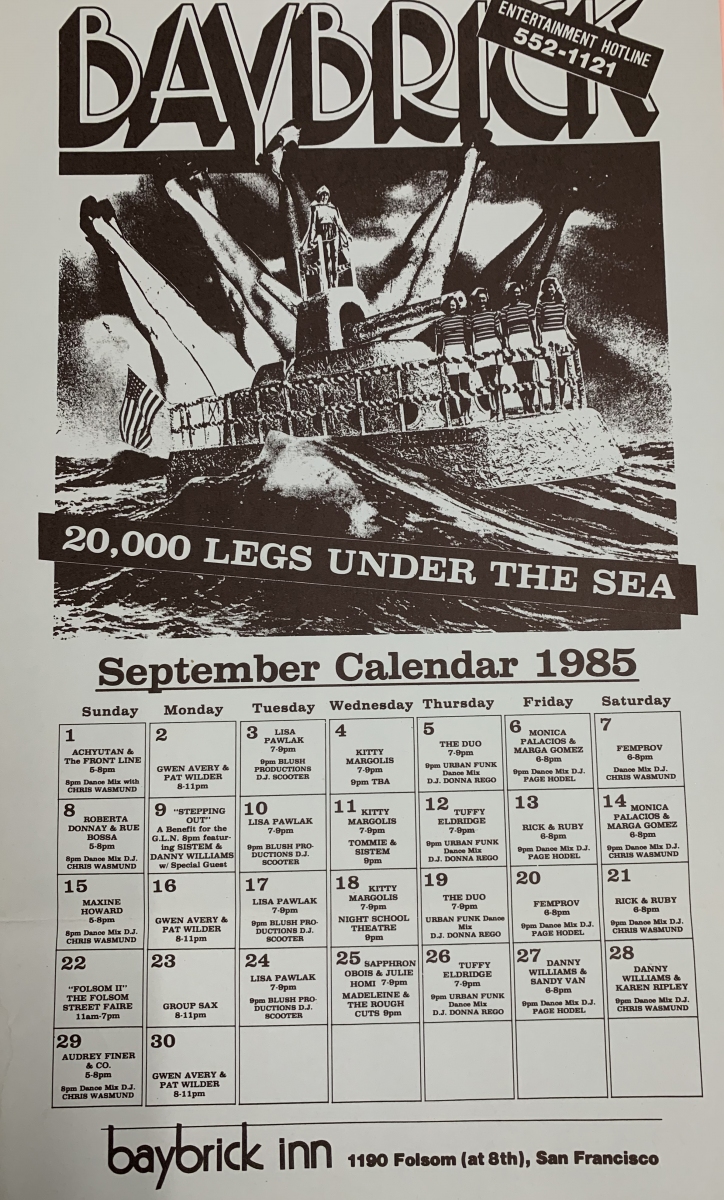 BAYBRICK
ENTERTAINMENT HOTLINE
552-1121
20,000 LEGS UNDER THE SEA
September Calendar 1985
Sunday Monday Tuesday Wednesday Thursday Friday Saturday
1
ACHYUTAN &
The FRONT LINE
5-8pm
8pm Dance Mix with
CHRIS WASMUND
2
GWEN AVERY &
PAT WILDER
8-11pm
3 LISA
PAWLAK
7-9pm
9pm BLUSH
PRODUCTIONS
D.J. SCOOTER
4
KITTY
MARGOLIS
7-9pm
9pm TBA
5
THE DUO
7-9pm
9pm URBAN FUNK
Dance Mix
D.J. DONNA REGO
6 MONICA
PALACIOS &
MARGA GOMEZ
6-8pm
9pm Dance Mix D.J.
PAGE HODEL
7
FEMPROV
6-8pm
Dance Mix D.J.
CHRIS WASMUND
8 ROBERTA
DONNAY & RUE
BOSSA
5-8pm
8pm Dance Mix D.J.
CHRIS WASMUND
9 "STEPPING
OUT"
A Benefit for the
G.L.N. 8pm featur-
ing SISTEM &
DANNY WILLIAMS
w/ Special Guest
10
LISA PAWLAK
7-9pm
9pm BLUSH PRO-
DUCTIONS D.J.
SCOOTER
11 KITTY
MARGOLIS
7-9pm
TOMMIE &
SISTEM
9pm
12 TUFFY
ELDRIDGE
7-9pm
9pm URBAN FUNK
Dance Mix
D.J. DONNA REGO
13
RICK & RUBY
6-8pm
9pm Dance Mix D.J.
PAGE HODEL
14 MONICA
PALACIOS &
MARGA GOMEZ
6-8pm
9pm Dance Mix D.J.
CHRIS WASMUND
15
MAXINE
HOWARD
5-8pm
8pm Dance Mix D.J.
CHRIS WASMUND
16
GWEN AVERY &
PAT WILDER
8-11pm
17
LISA PAWLAK
7-9pm
9pm BLUSH PRO-
DUCTIONS D.J.
SCOOTER
18 KITTY
MARGOLIS
7-9pm
NIGHT SCHOOL
THEATRE
9pm
19
THE DUO
7-9pm
URBAN FUNK Dance
Mix
D.J. DONNA REGO
20
FEMPROV
6-8pm
9pm Dance Mix D.J.
PAGE HODEL
21
RICK & RUBY
6-8pm
9pm Dance Mix D.J.
CHRIS WASMUND
22
"FOLSOM II"
THE FOLSOM
STREET FAIRE
11am-7pm
23
GROUP SAX
8-11pm
24
LISA PAWLAK
7-9pm
9pm BLUSH PRO-
DUCTIONS D.J.
SCOOTER
25 SAPPHRON
OBOIS & JULIE
HOMI 7-9pm
MADELEINE &
THE ROUGH
CUTS 9pm
26 TUFFY
ELDRIDGE
7-9pm
9pm URBAN FUNK
Dance Mix
D.J. DONNA REGO
27 DANNY
WILLIAMS &
SANDY VAN
6-8pm
9pm Dance Mix D.J.
PAGE HODEL
28
DANNY
WILLIAMS &
KAREN RIPLEY
9pm Dance Mix D.J.
CHRIS WASMUND
29
AUDREY FINER
& CO.
5-8pm
8pm Dance Mix D.J.
CHRIS WASMUND
30
GWEN AVERY &
PAT WILDER
8-11pm
baybrick inn 1190 Folsom (at 8th), San Francisco